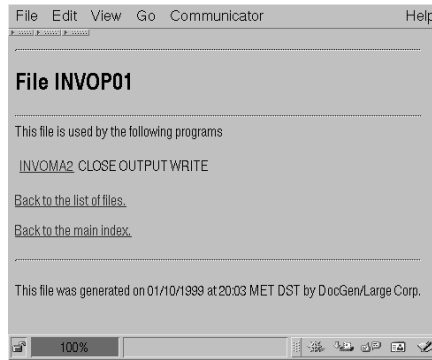 File Edit View Go Communicator Help
File INVOP01
This file is used by the following programs
INVOMA2 CLOSE OUTPUT WRITE
Back to the list of files.
Back to the main index.
This file was generated on 01/10/1999 at 20:03 MET DST by DocGen/Large Corp.
100%